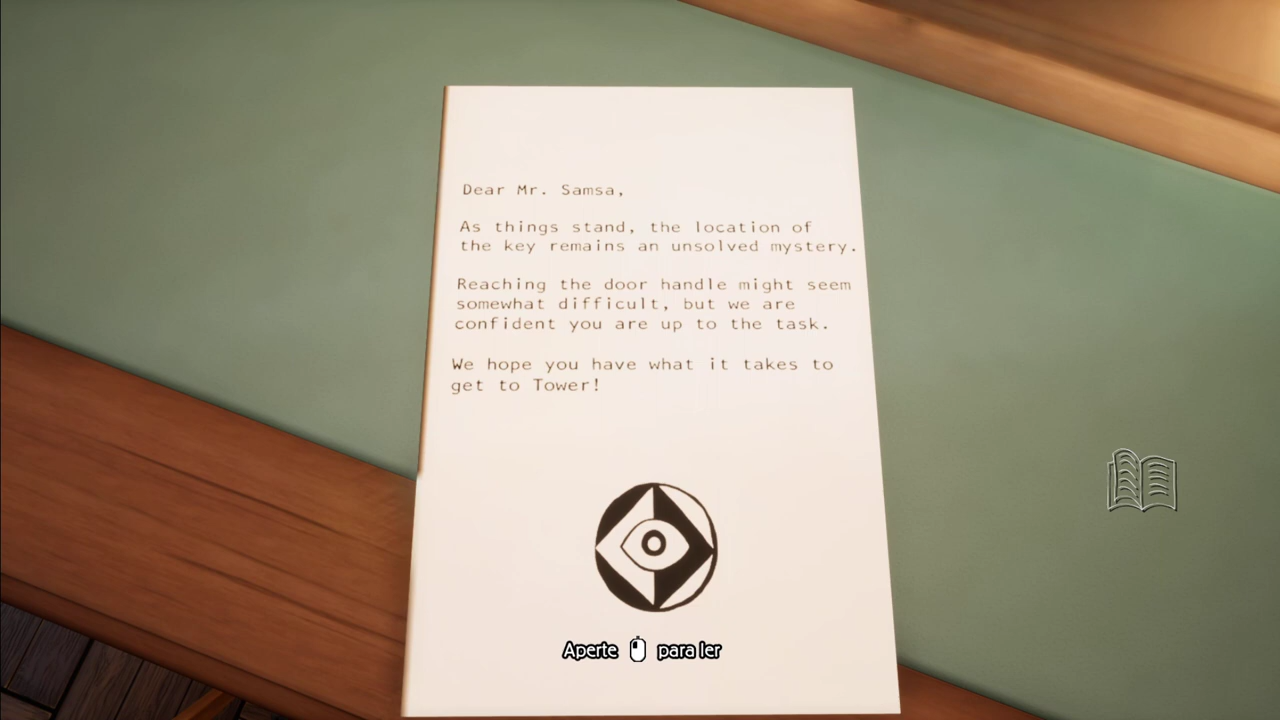 Dear Mr. Samsa,
As things stand, the location of
the key remains an unsolved mystery.
Reaching the door handle might seem
somewhat difficult, but we are
confident you are up to the task.
We hope you have what it takes to
get to Tower!
Aperte para ler